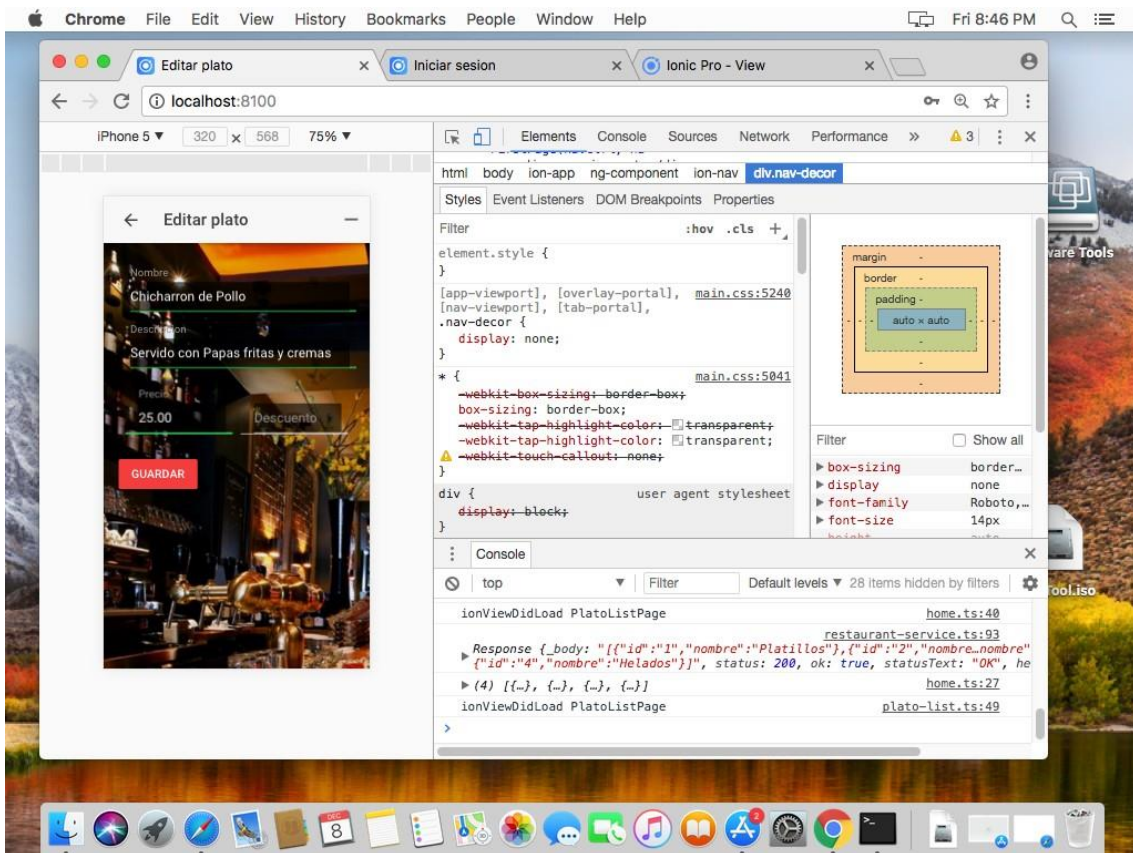 Chrome File Edit View History Bookmarks People Window Help Fri 8:46 PM
Editar plato
Iniciar sesion
Ionic Pro - View
localhost:8100
iPhone 5 ▼ 320 x 568 75% ▼
Elements Console Sources Network Performance » 3
html body ion-app ng-component ion-nav div.nav-decor
Styles Event Listeners DOM Breakpoints Properties
Filter :hov .cls +
element.style {
}
[app-viewport], [overlay-portal], main.css:5240
[nav-viewport], [tab-portal],
.nav-decor {
display: none;
}
* { main.css:5041
-webkit-box-sizing: border-box;
box-sizing: border-box;
-webkit-tap-highlight-color: transparent;
-webkit-tap-highlight-color: transparent;
-webkit-touch-callout: none;
}
div { user agent stylesheet
display: block;
}
margin -
border -
padding -
auto × auto
Filter Show all
box-sizing border…
display none
font-family Roboto,…
font-size 14px
Editar plato
Nombre
Chicharron de Pollo
Descripcion
Servido con Papas fritas y cremas
Precio
25.00 Descuento
GUARDAR
Console
top ▼ Filter Default levels ▼ 28 items hidden by filters
ionViewDidLoad PlatoListPage home.ts:40
restaurant-service.ts:93
Response {_body: "[{"id":"1","nombre":"Platillos"},{"id":"2","nombre…nombre"
{"id":"4","nombre":"Helados"}]", status: 200, ok: true, statusText: "OK", he
(4) [{…}, {…}, {…}, {…}] home.ts:27
ionViewDidLoad PlatoListPage plato-list.ts:49
>
ware Tools
Tool.iso
DEC
8
2